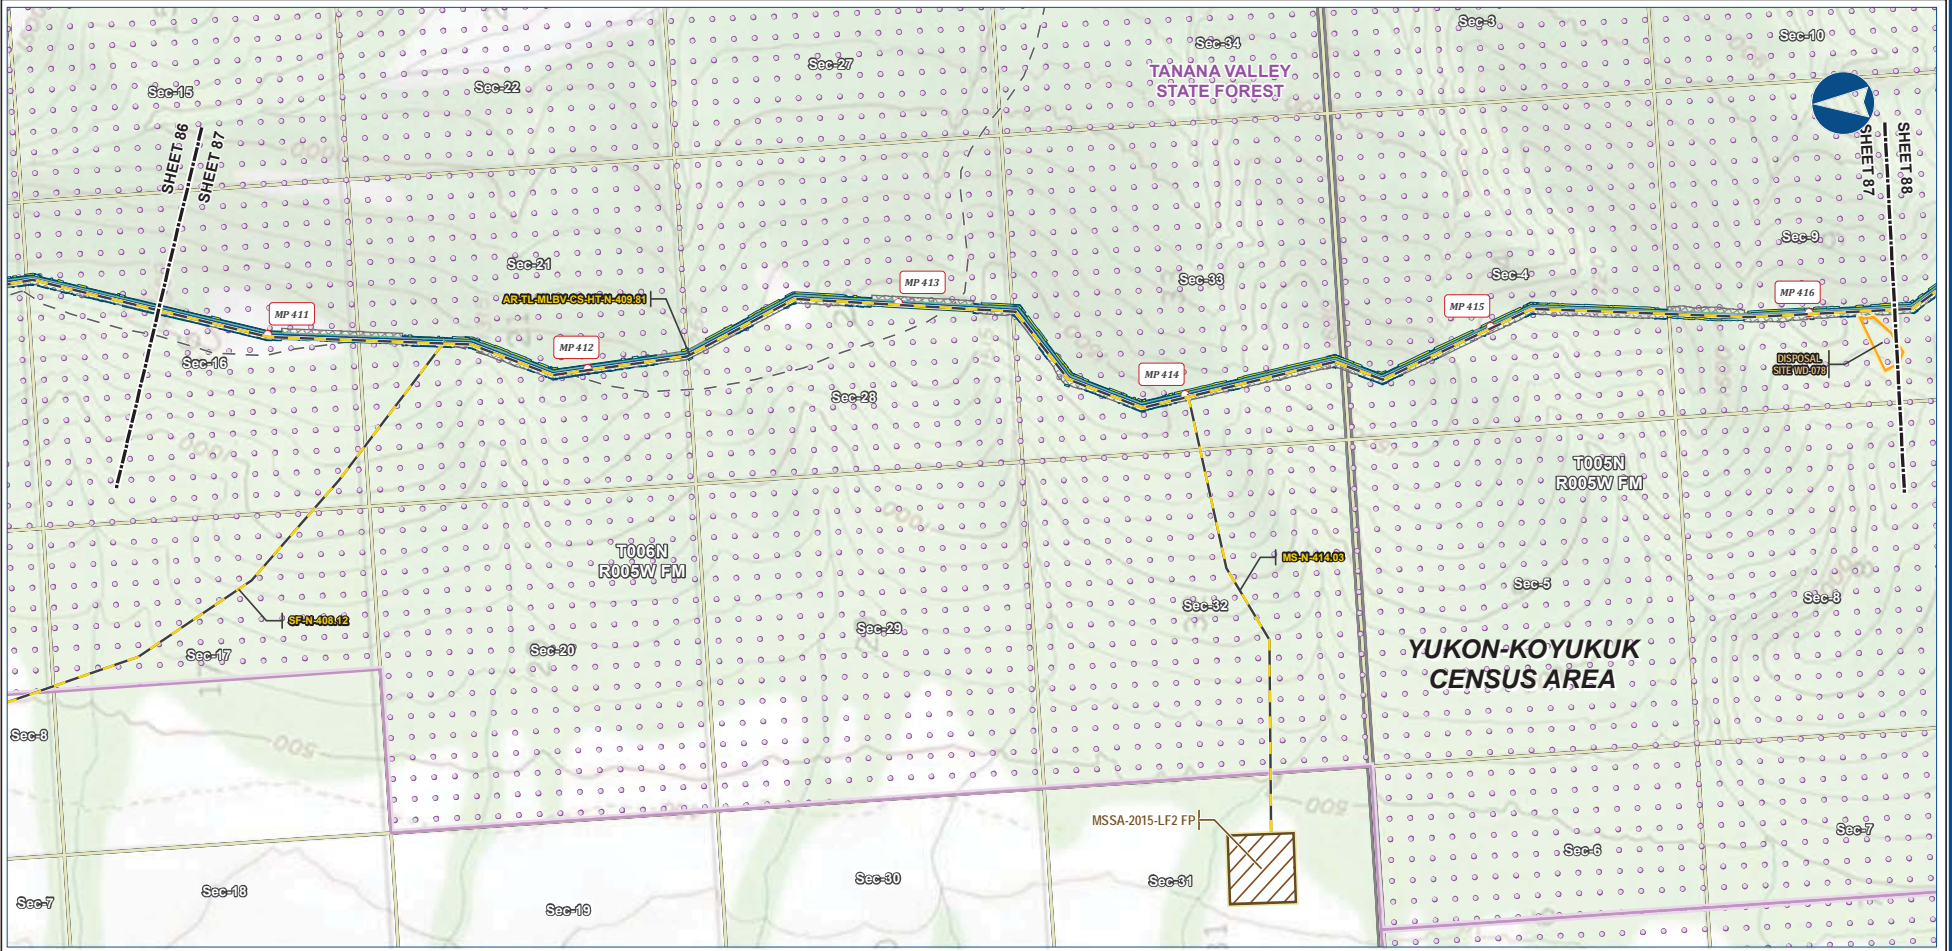 Sec-3
Sec-10
Sec-34
Sec-27
TANANA VALLEY
STATE FOREST
Sec-22
Sec-15
SHEET 86
SHEET 87
SHEET 87
SHEET 88
Sec-9
Sec-21
Sec-33
Sec-4
MP 413
MP 416
AR-TL-MLBV-CS-HT-N-409.81
MP 415
MP 411
MP 412
DISPOSAL
SITE WD-078
Sec-16
MP 414
Sec-28
T005N
R005W FM
T006N
R005W FM
MS-N-414.03
Sec-5
Sec-8
Sec-32
SF-N-408.12
Sec-29
Sec-20
Sec-17
YUKON-KOYUKUK
CENSUS AREA
Sec-8
500
500
MSSA-2015-LF2 FP
Sec-7
Sec-6
Sec-30
Sec-31
Sec-18
Sec-7
Sec-19